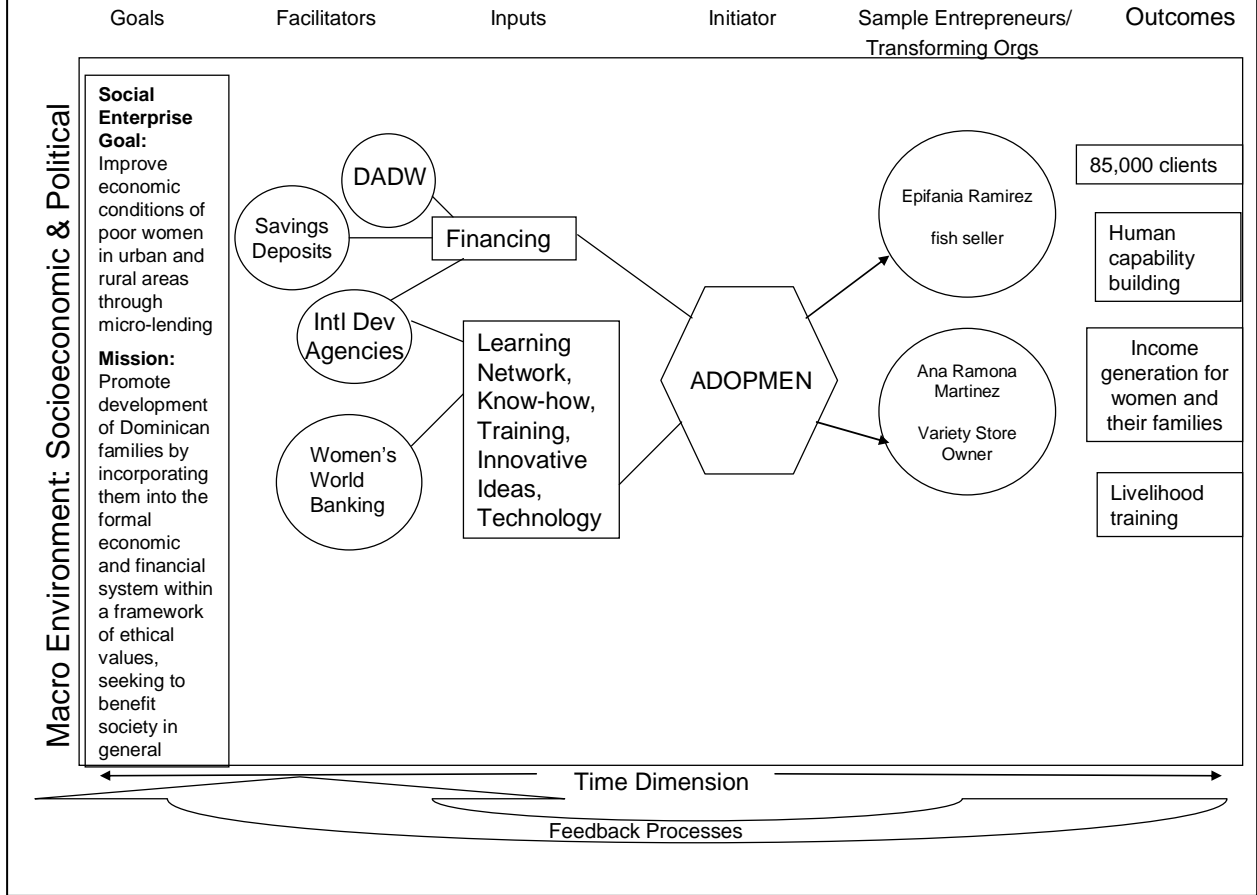 Goals
Facilitators
Inputs
Initiator
Sample Entrepreneurs/
Transforming Orgs
Outcomes
Macro Environment: Socioeconomic & Political
Social
Enterprise
Goal:
Improve
economic
conditions of
poor women
in urban and
rural areas
through
micro-lending
Mission:
Promote
development
of Dominican
families by
incorporating
them into the
formal
economic
and financial
system within
a framework
of ethical
values,
seeking to
benefit
society in
general
DADW
Savings
Deposits
Intl Dev
Agencies
Women’s
World
Banking
Financing
Learning
Network,
Know-how,
Training,
Innovative
Ideas,
Technology
ADOPMEN
Epifania Ramirez
fish seller
Ana Ramona
Martinez
Variety Store
Owner
85,000 clients
Human
capability
building
Income
generation for
women and
their families
Livelihood
training
Time Dimension
Feedback Processes